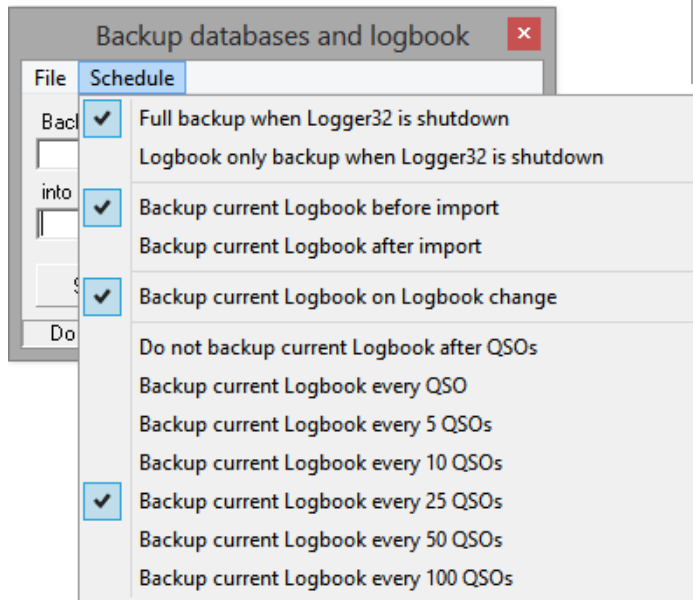 Backup databases and logbook
File Schedule
Full backup when Logger32 is shutdown
Logbook only backup when Logger32 is shutdown
into
Backup current Logbook before import
Backup current Logbook after import
Backup current Logbook on Logbook change
Do
Do not backup current Logbook after QSOs
Backup current Logbook every QSO
Backup current Logbook every 5 QSOs
Backup current Logbook every 10 QSOs
Backup current Logbook every 25 QSOs
Backup current Logbook every 50 QSOs
Backup current Logbook every 100 QSOs